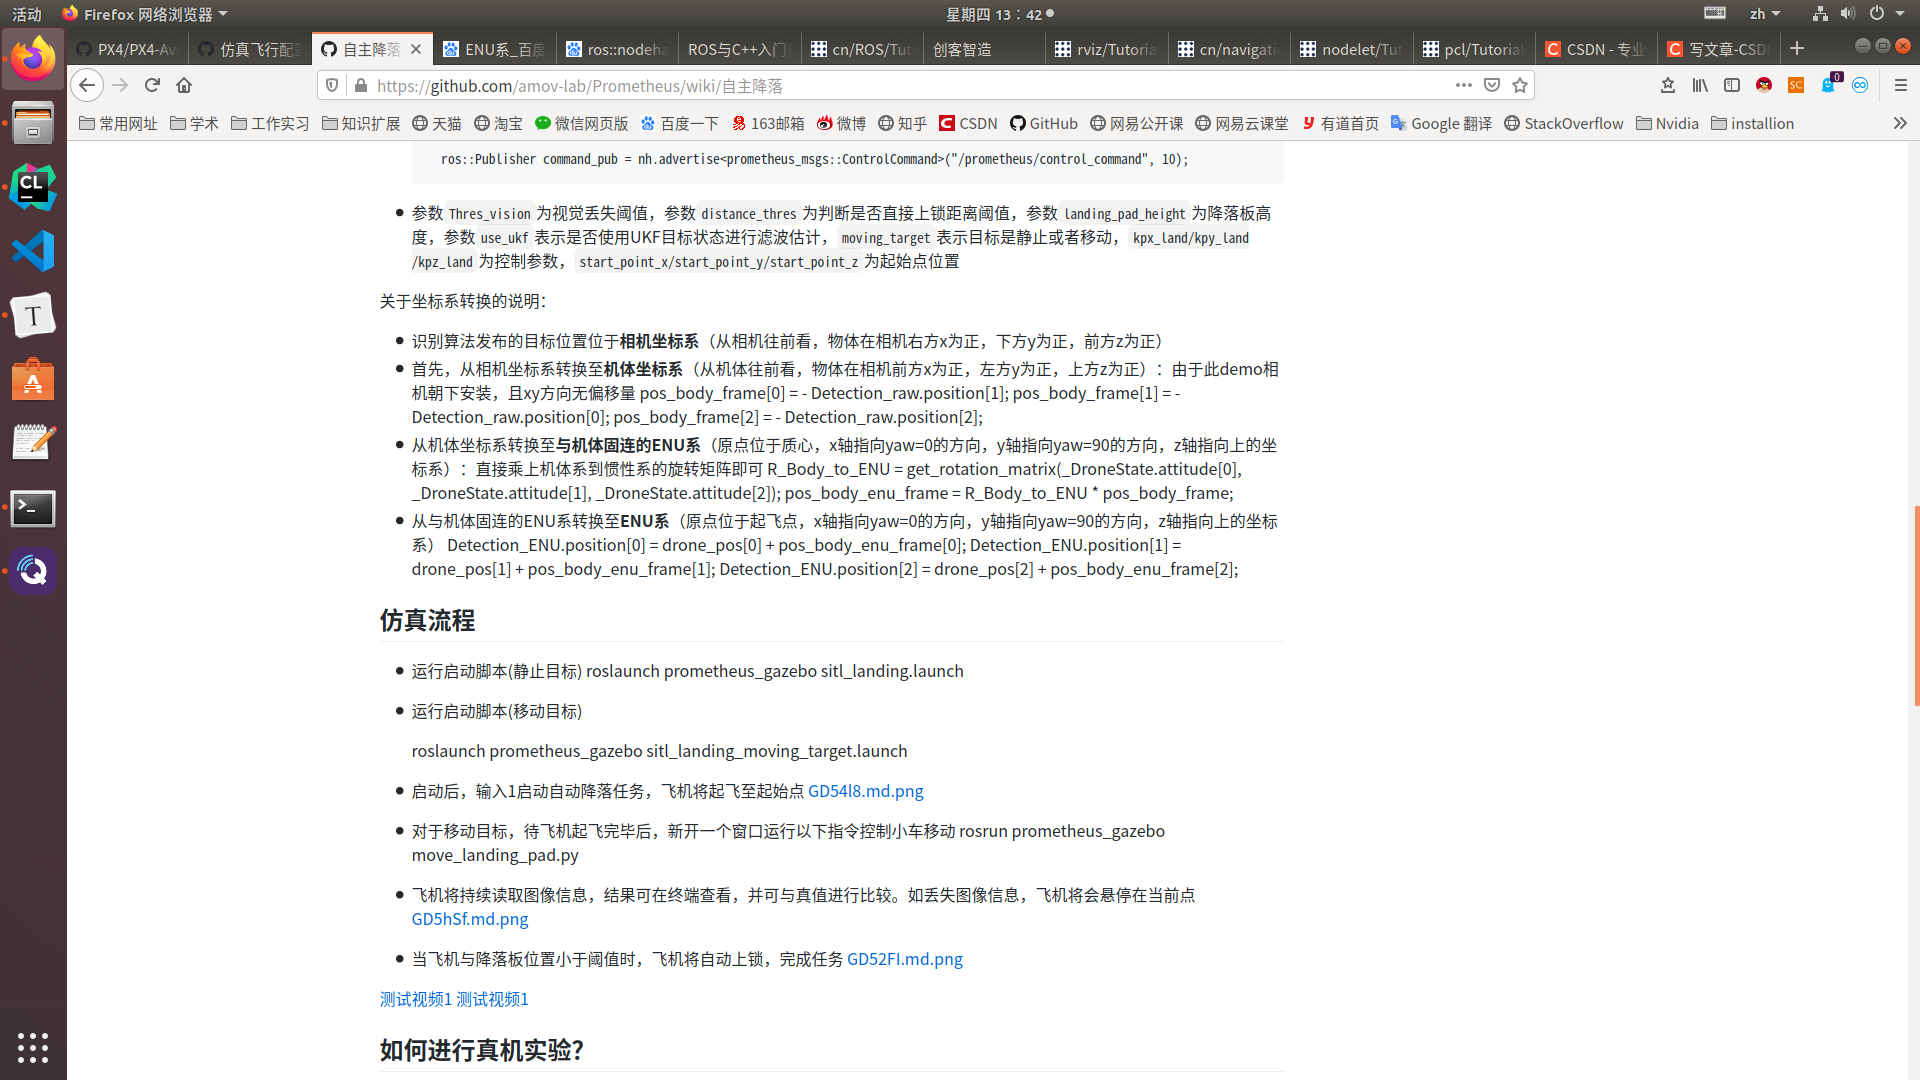 活动 Firefox 网络浏览器 星期四 13：42 zh
PX4/PX4-Av 仿真飞行配置 自主降落 ENU系_百度 ros::nodeha ROS与C++入门 cn/ROS/Tut 创客智造 rviz/Tutoria cn/navigatio nodelet/Tut pcl/Tutorial CSDN - 专业 写文章-CSD
https://github.com/amov-lab/Prometheus/wiki/自主降落 SC 0
常用网址 学术 工作实习 知识扩展 天猫 淘宝 微信网页版 百度一下 163邮箱 微博 知乎 CSDN GitHub 网易公开课 网易云课堂 有道首页 Google 翻译 StackOverflow Nvidia installion
ros::Publisher command_pub = nh.advertise<prometheus_msgs::ControlCommand>("/prometheus/control_command", 10);
参数 Thres_vision 为视觉丢失阈值，参数 distance_thres 为判断是否直接上锁距离阈值，参数 landing_pad_height 为降落板高
度，参数 use_ukf 表示是否使用UKF目标状态进行滤波估计， moving_target 表示目标是静止或者移动， kpx_land/kpy_land
/kpz_land 为控制参数， start_point_x/start_point_y/start_point_z 为起始点位置
关于坐标系转换的说明：
识别算法发布的目标位置位于相机坐标系（从相机往前看，物体在相机右方x为正，下方y为正，前方z为正）
首先，从相机坐标系转换至机体坐标系（从机体往前看，物体在相机前方x为正，左方y为正，上方z为正）：由于此demo相
机朝下安装，且xy方向无偏移量 pos_body_frame[0] = - Detection_raw.position[1]; pos_body_frame[1] = -
Detection_raw.position[0]; pos_body_frame[2] = - Detection_raw.position[2];
从机体坐标系转换至与机体固连的ENU系（原点位于质心，x轴指向yaw=0的方向，y轴指向yaw=90的方向，z轴指向上的坐
标系）：直接乘上机体系到惯性系的旋转矩阵即可 R_Body_to_ENU = get_rotation_matrix(_DroneState.attitude[0],
_DroneState.attitude[1], _DroneState.attitude[2]); pos_body_enu_frame = R_Body_to_ENU * pos_body_frame;
从与机体固连的ENU系转换至ENU系（原点位于起飞点，x轴指向yaw=0的方向，y轴指向yaw=90的方向，z轴指向上的坐标
系） Detection_ENU.position[0] = drone_pos[0] + pos_body_enu_frame[0]; Detection_ENU.position[1] =
drone_pos[1] + pos_body_enu_frame[1]; Detection_ENU.position[2] = drone_pos[2] + pos_body_enu_frame[2];
仿真流程
运行启动脚本(静止目标) roslaunch prometheus_gazebo sitl_landing.launch
运行启动脚本(移动目标)
roslaunch prometheus_gazebo sitl_landing_moving_target.launch
启动后，输入1启动自动降落任务，飞机将起飞至起始点 GD54l8.md.png
对于移动目标，待飞机起飞完毕后，新开一个窗口运行以下指令控制小车移动 rosrun prometheus_gazebo
move_landing_pad.py
飞机将持续读取图像信息，结果可在终端查看，并可与真值进行比较。如丢失图像信息，飞机将会悬停在当前点
GD5hSf.md.png
当飞机与降落板位置小于阈值时，飞机将自动上锁，完成任务 GD52FI.md.png
测试视频1 测试视频1
如何进行真机实验？